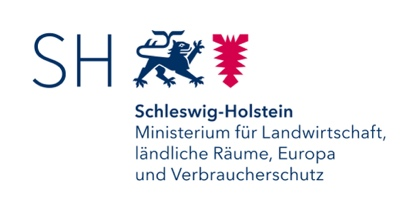 SH
Schleswig-Holstein
Ministerium für Landwirtschaft,
ländliche Räume, Europa
und Verbraucherschutz